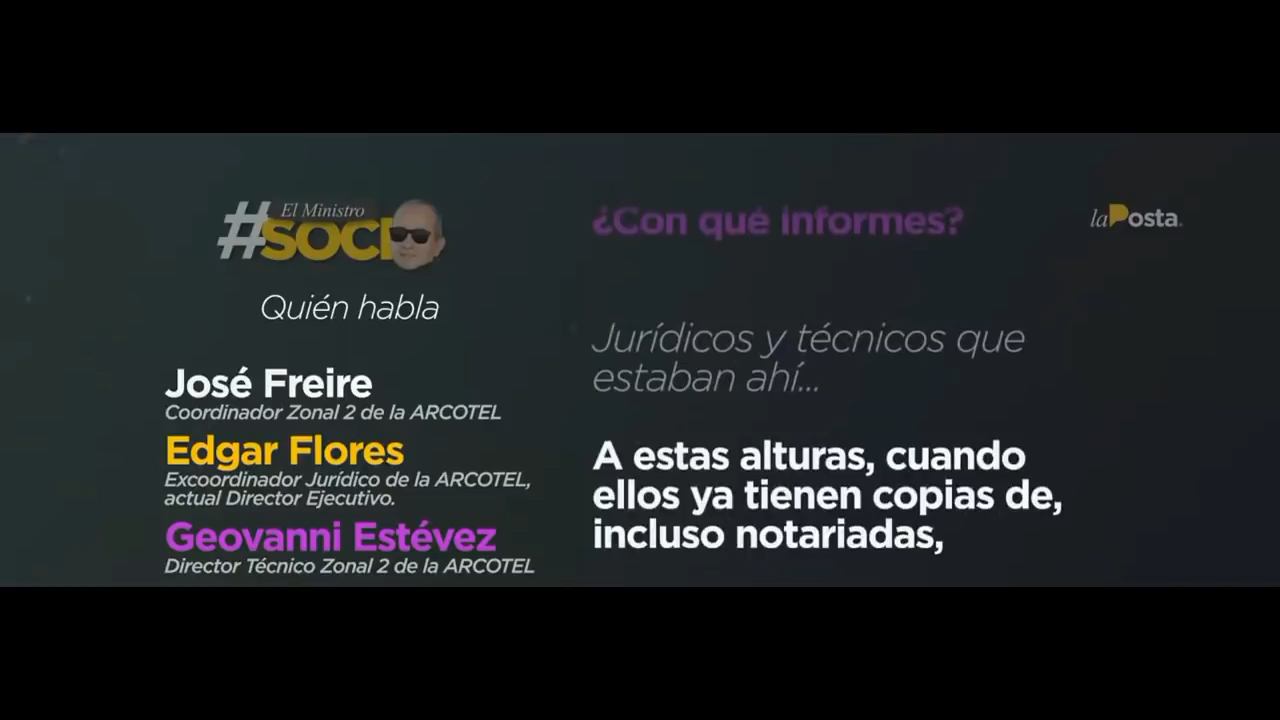 El Ministro
#SOCI
Quién habla
José Freire
Coordinador Zonal 2 de la ARCOTEL
Edgar Flores
Excoordinador Jurídico de la ARCOTEL,
actual Director Ejecutivo.
Geovanni Estévez
Director Técnico Zonal 2 de la ARCOTEL
¿Con qué informes?
Jurídicos y técnicos que
estaban ahí...
A estas alturas, cuando
ellos ya tienen copias de,
incluso notariadas,
laPosta.